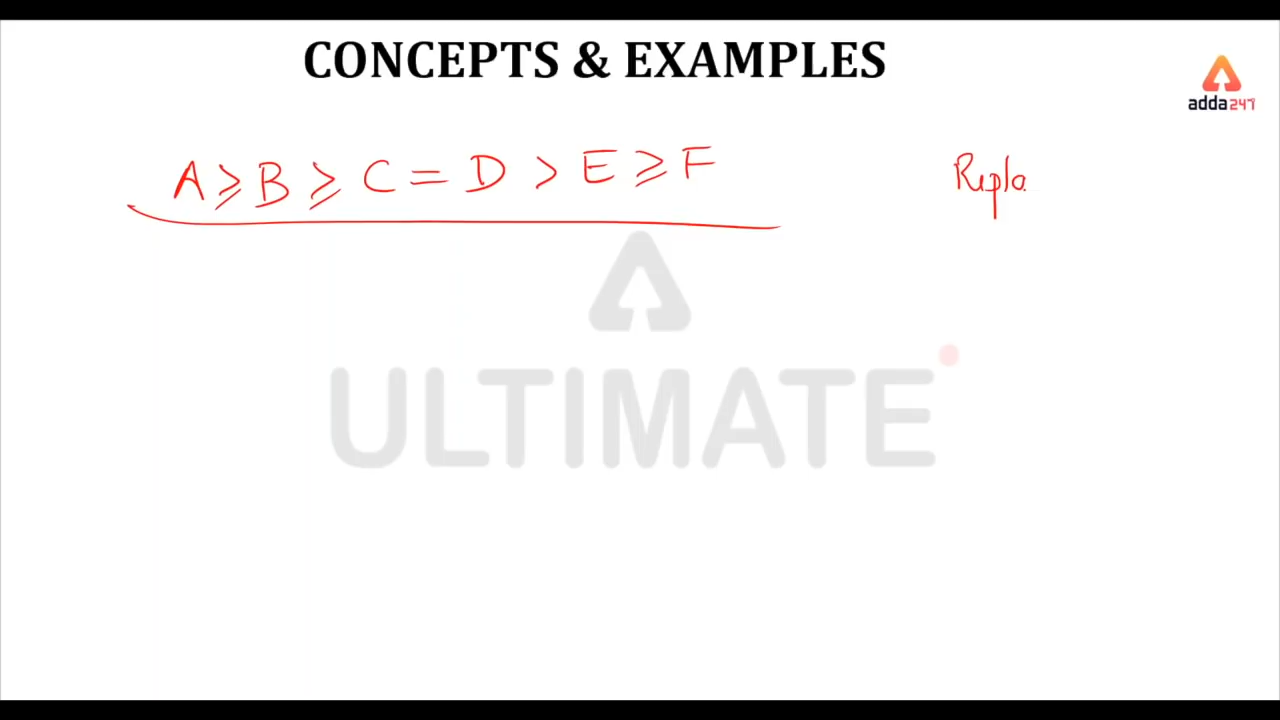 CONCEPTS & EXAMPLES
adda247
A ≥ B ≥ C = D > E ≥ F
Repla
ULTIMATE